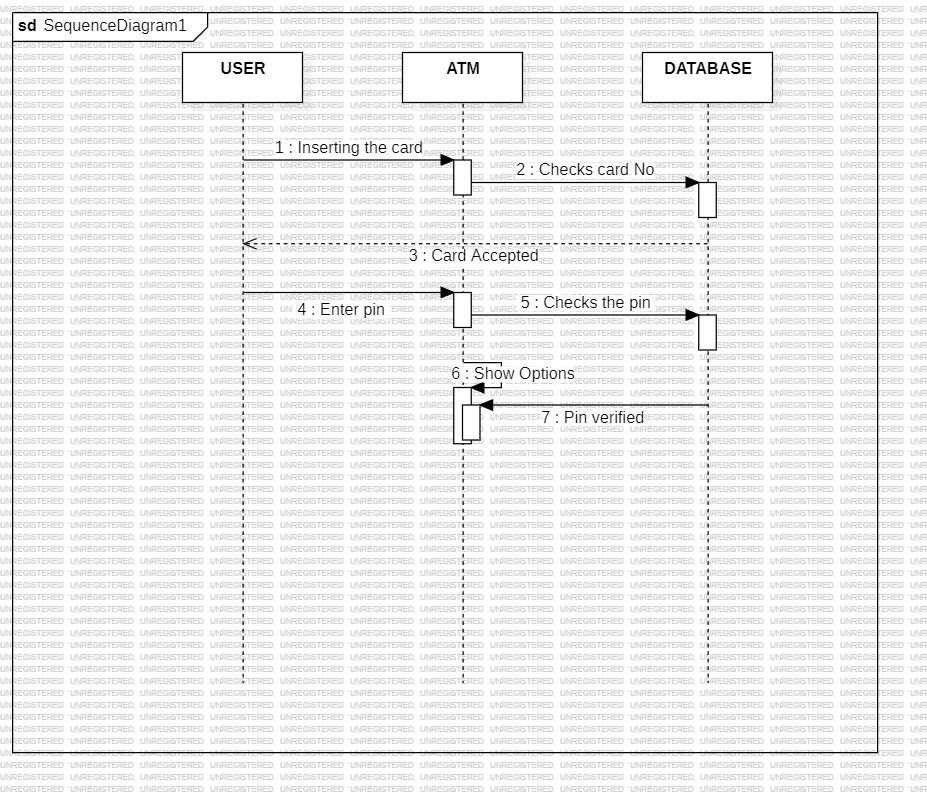 sd SequenceDiagram1
USER
ATM
DATABASE
1 : Inserting the card
2 : Checks card No
3 : Card Accepted
4 : Enter pin
5 : Checks the pin
6 : Show Options
7 : Pin verified
UNREGISTERED